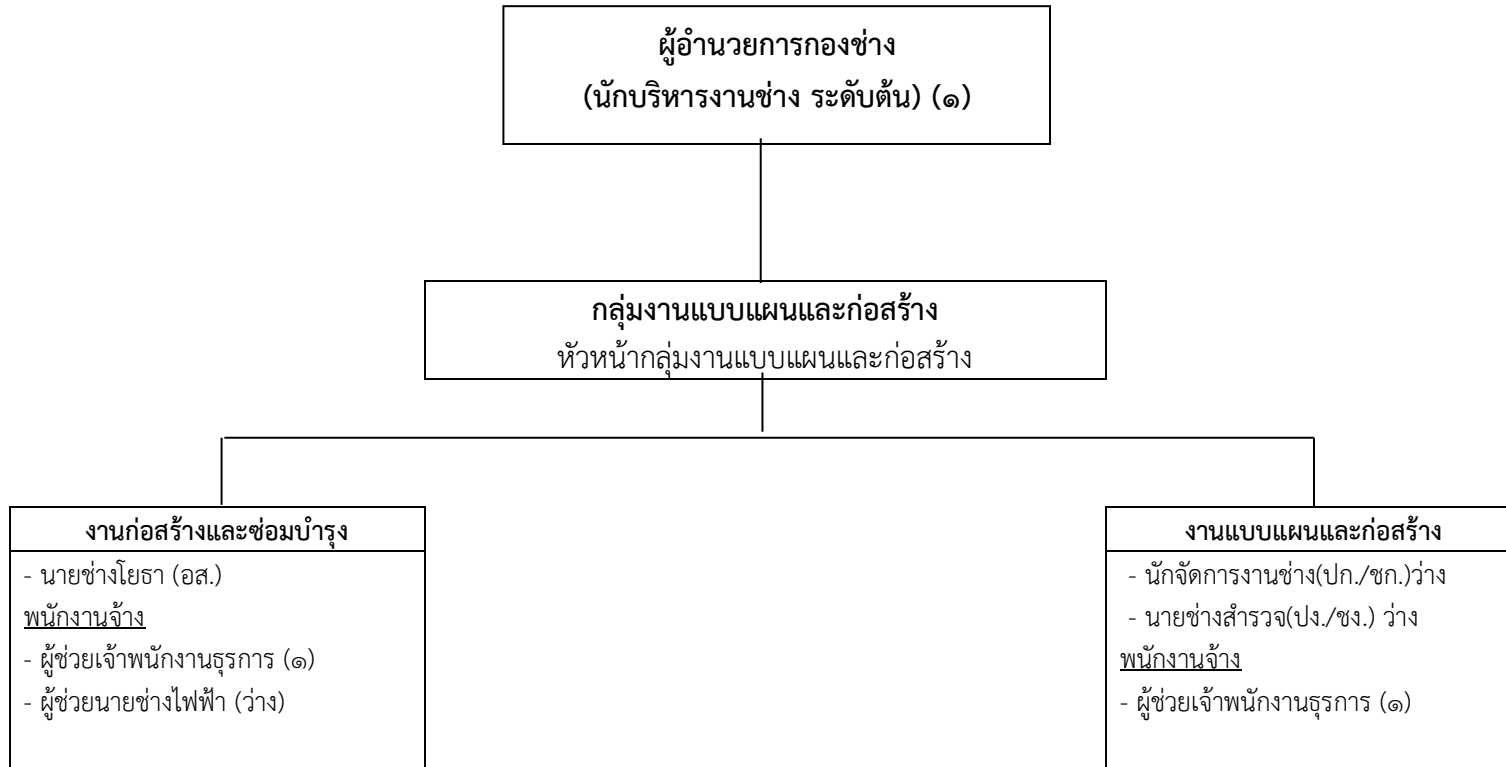 ผู้อำนวยการกองช่าง
(นักบริหารงานช่าง ระดับต้น) (๑)
กลุ่มงานแบบแผนและก่อสร้าง
หัวหน้ากลุ่มงานแบบแผนและก่อสร้าง
งานก่อสร้างและซ่อมบำรุง
- นายช่างโยธา (อส.)
พนักงานจ้าง
- ผู้ช่วยเจ้าพนักงานธุรการ (๑)
- ผู้ช่วยนายช่างไฟฟ้า (ว่าง)
งานแบบแผนและก่อสร้าง
- นักจัดการงานช่าง(ปก./ชก.)ว่าง
- นายช่างสำรวจ(ปง./ชง.) ว่าง
พนักงานจ้าง
- ผู้ช่วยเจ้าพนักงานธุรการ (๑)